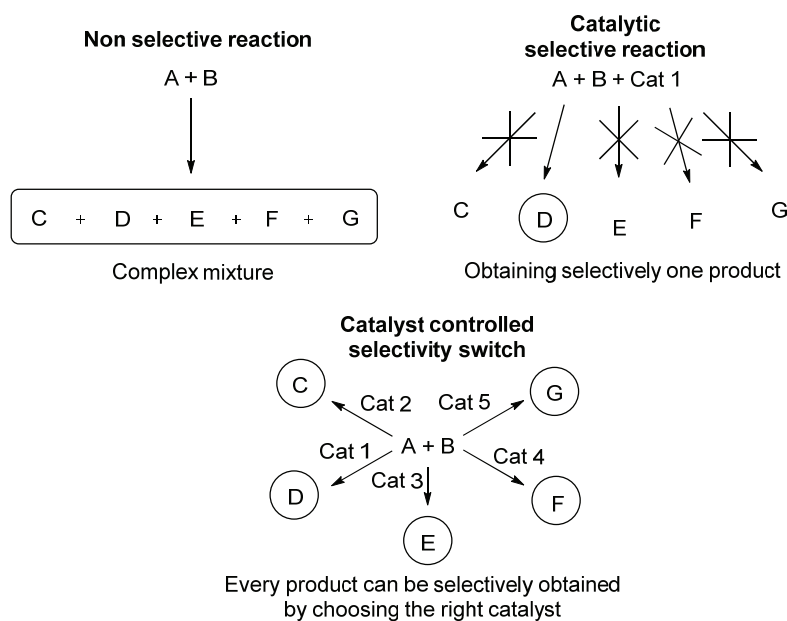 Non selective reaction
A + B
C + D + E + F + G
Complex mixture
Catalytic
selective reaction
A + B + Cat 1
C
D
E
F
G
Obtaining selectively one product
Catalyst controlled
selectivity switch
C
G
Cat 2
Cat 5
A + B
Cat 1
Cat 4
Cat 3
D
F
E
Every product can be selectively obtained
by choosing the right catalyst